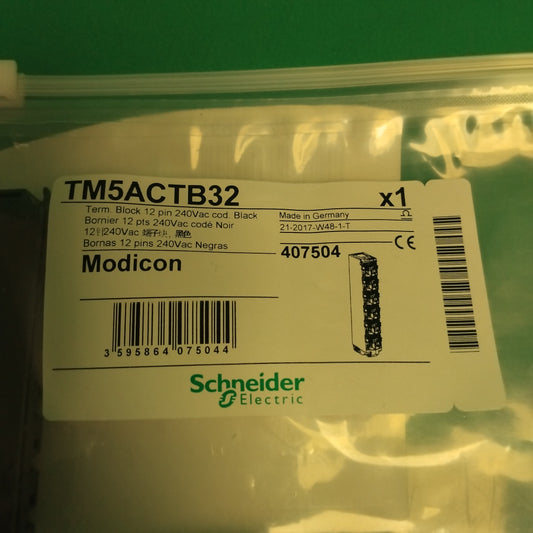 TM5ACTB32
x1
Term. Block 12 pin 240Vac cod. Black
Bornier 12 pts 240Vac codé Noir
12针240Vac 端子块, 黑色
Bornas 12 pins 240Vac Negras
Made in Germany
21-2017-W48-1-T
407504
CE
Modicon
3 595864 075044
Schneider
Electric